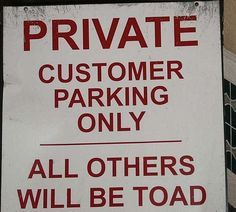 PRIVATE
CUSTOMER
PARKING
ONLY
ALL OTHERS
WILL BE TOAD